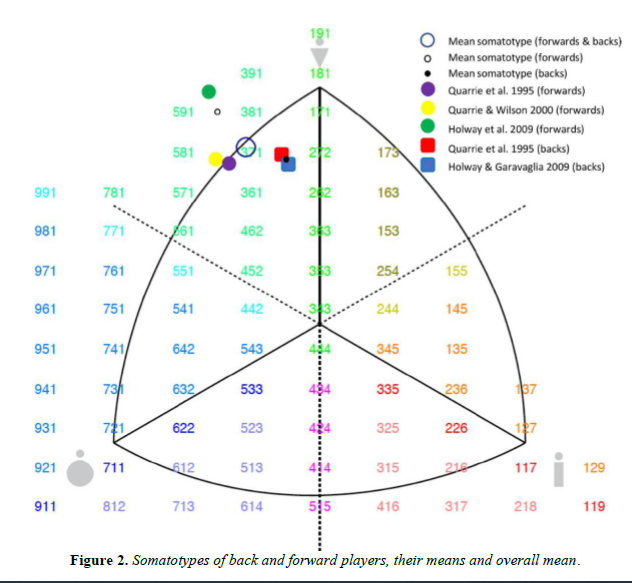 191
Mean somatotype (forwards & backs)
Mean somatotype (forwards)
391 181 Mean somatotype (backs)
Quarrie et al. 1995 (forwards)
591 381 171 Quarrie & Wilson 2000 (forwards)
Holway et al. 2009 (forwards)
581 371 272 173 Quarrie et al. 1995 (backs)
Holway & Garavaglia 2009 (backs)
991 781 571 361 262 163
981 771 561 462 363 153
971 761 551 452 353 254 155
961 751 541 442 343 244 145
951 741 642 543 444 345 135
941 731 632 533 434 335 236 137
931 721 622 523 424 325 226 127
921 711 612 513 414 315 216 117 129
911 812 713 614 515 416 317 218 119
Figure 2. Somatotypes of back and forward players, their means and overall mean.